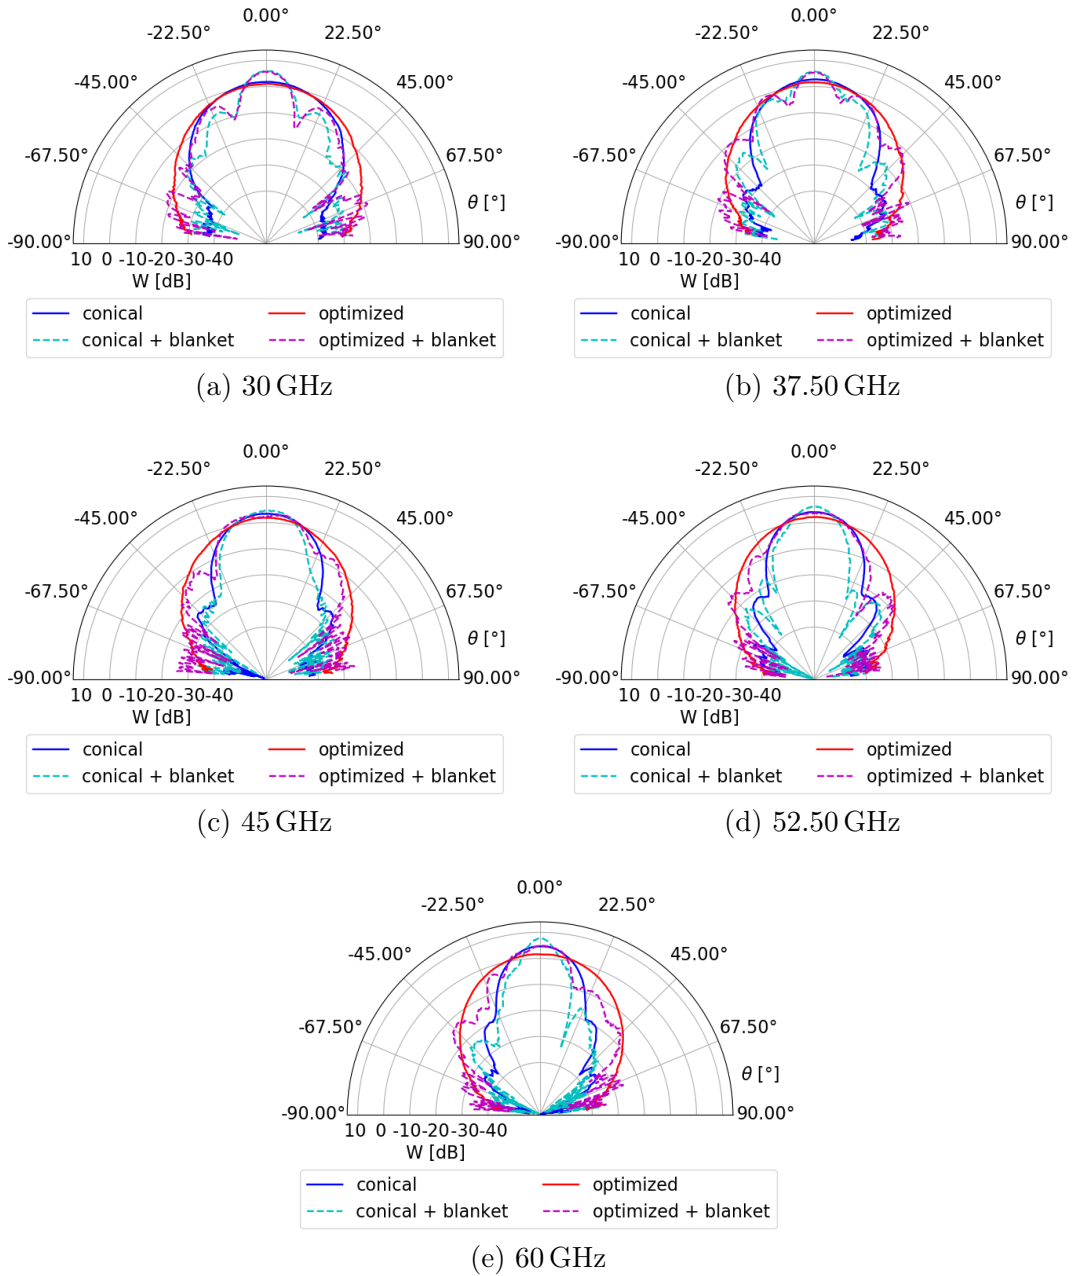 0.00°
-22.50° 22.50°
-45.00° 45.00°
-67.50° 67.50°
θ [°]
-90.00° 90.00°
10 0 -10-20-30-40
W [dB]
conical optimized
conical + blanket optimized + blanket
(a) 30 GHz
0.00°
-22.50° 22.50°
-45.00° 45.00°
-67.50° 67.50°
θ [°]
-90.00° 90.00°
10 0 -10-20-30-40
W [dB]
conical optimized
conical + blanket optimized + blanket
(b) 37.50 GHz
0.00°
-22.50° 22.50°
-45.00° 45.00°
-67.50° 67.50°
θ [°]
-90.00° 90.00°
10 0 -10-20-30-40
W [dB]
conical optimized
conical + blanket optimized + blanket
(c) 45 GHz
0.00°
-22.50° 22.50°
-45.00° 45.00°
-67.50° 67.50°
θ [°]
-90.00° 90.00°
10 0 -10-20-30-40
W [dB]
conical optimized
conical + blanket optimized + blanket
(d) 52.50 GHz
0.00°
-22.50° 22.50°
-45.00° 45.00°
-67.50° 67.50°
θ [°]
-90.00° 90.00°
10 0 -10-20-30-40
W [dB]
conical optimized
conical + blanket optimized + blanket
(e) 60 GHz